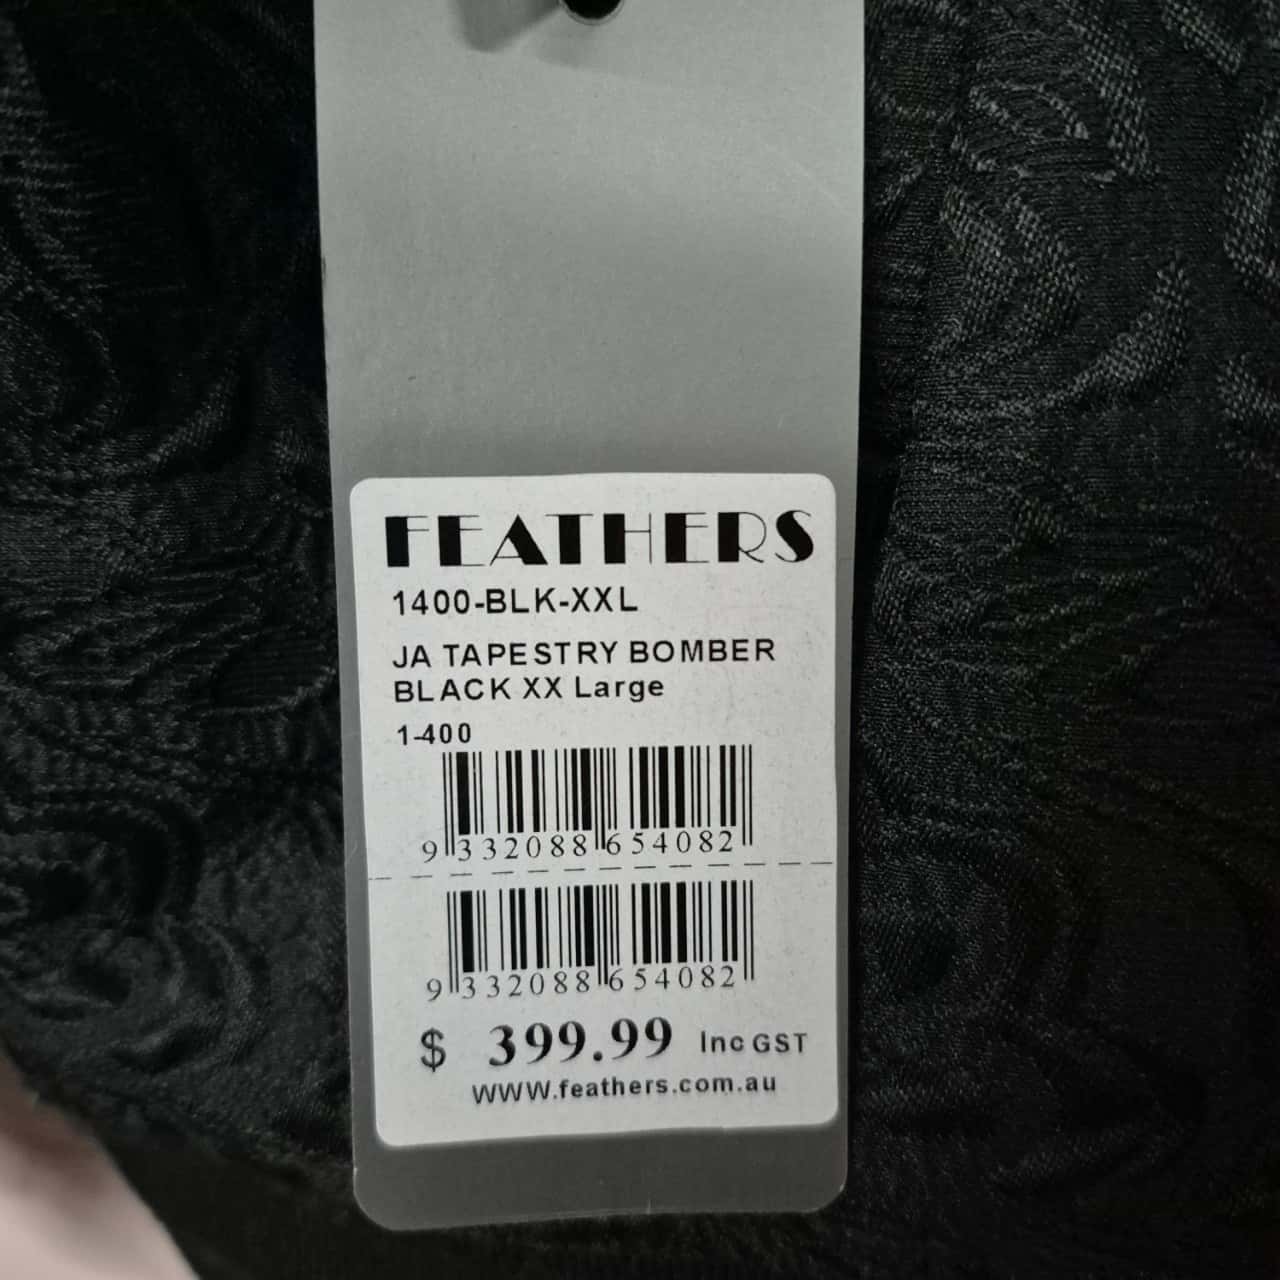 FEATHERS
1400-BLK-XXL
JA TAPESTRY BOMBER
BLACK XX Large
1-400
9 332088 654082
9 332088 654082
$ 399.99 Inc GST
WWW.feathers.com.au